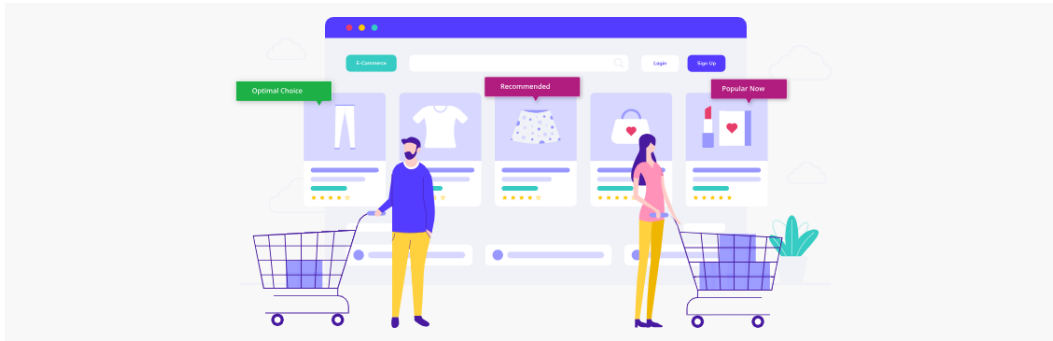 E-Commerce
Login
Sign Up
Optimal Choice
Recommended
Popular Now